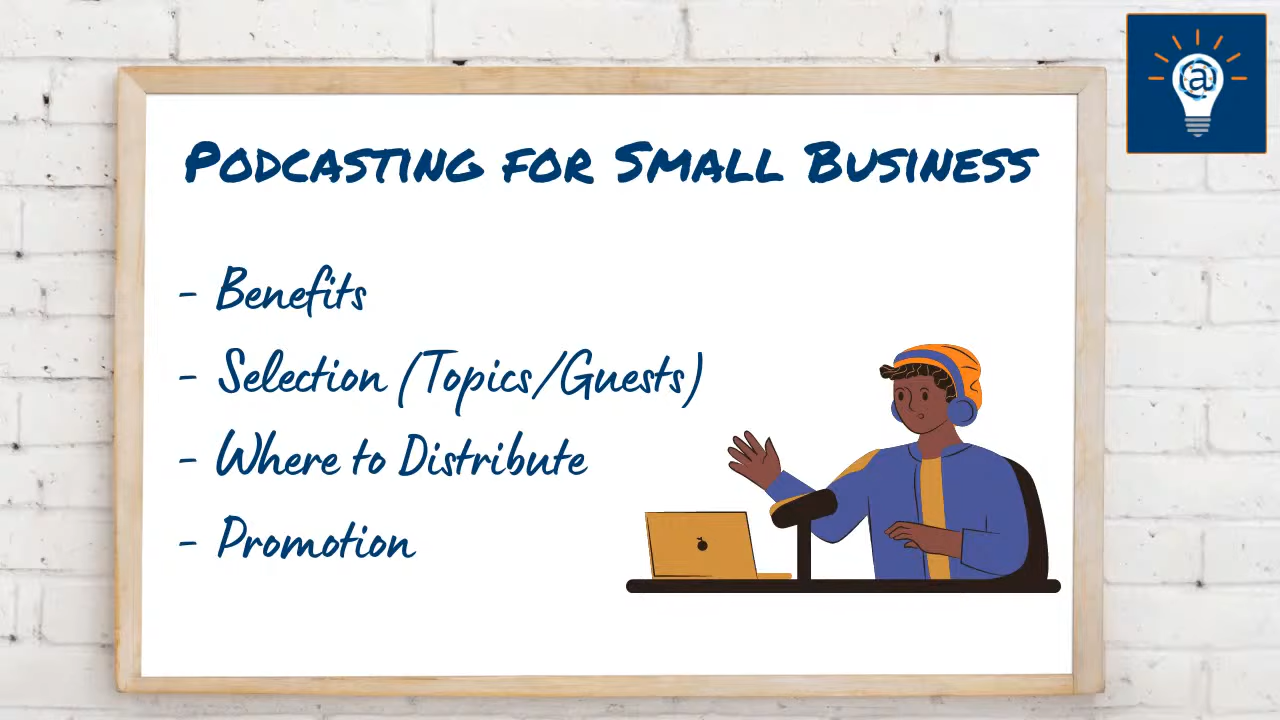 Podcasting for Small Business
- Benefits
- Selection (Topics/Guests)
- Where to Distribute
- Promotion
@